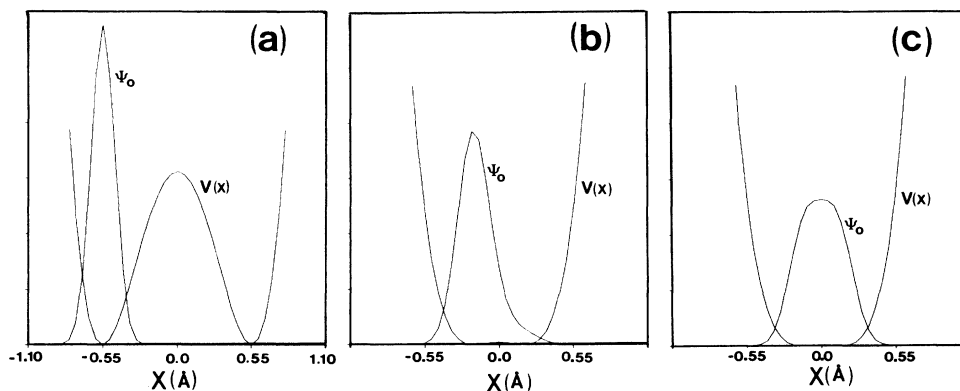 (a)
Ψo
V(x)
-1.10 -0.55 0.0 0.55 1.10
X (Å)
(b)
Ψo
V(x)
-0.55 0.0 0.55
X (Å)
(c)
Ψo
V(x)
-0.55 0.0 0.55
X (Å)